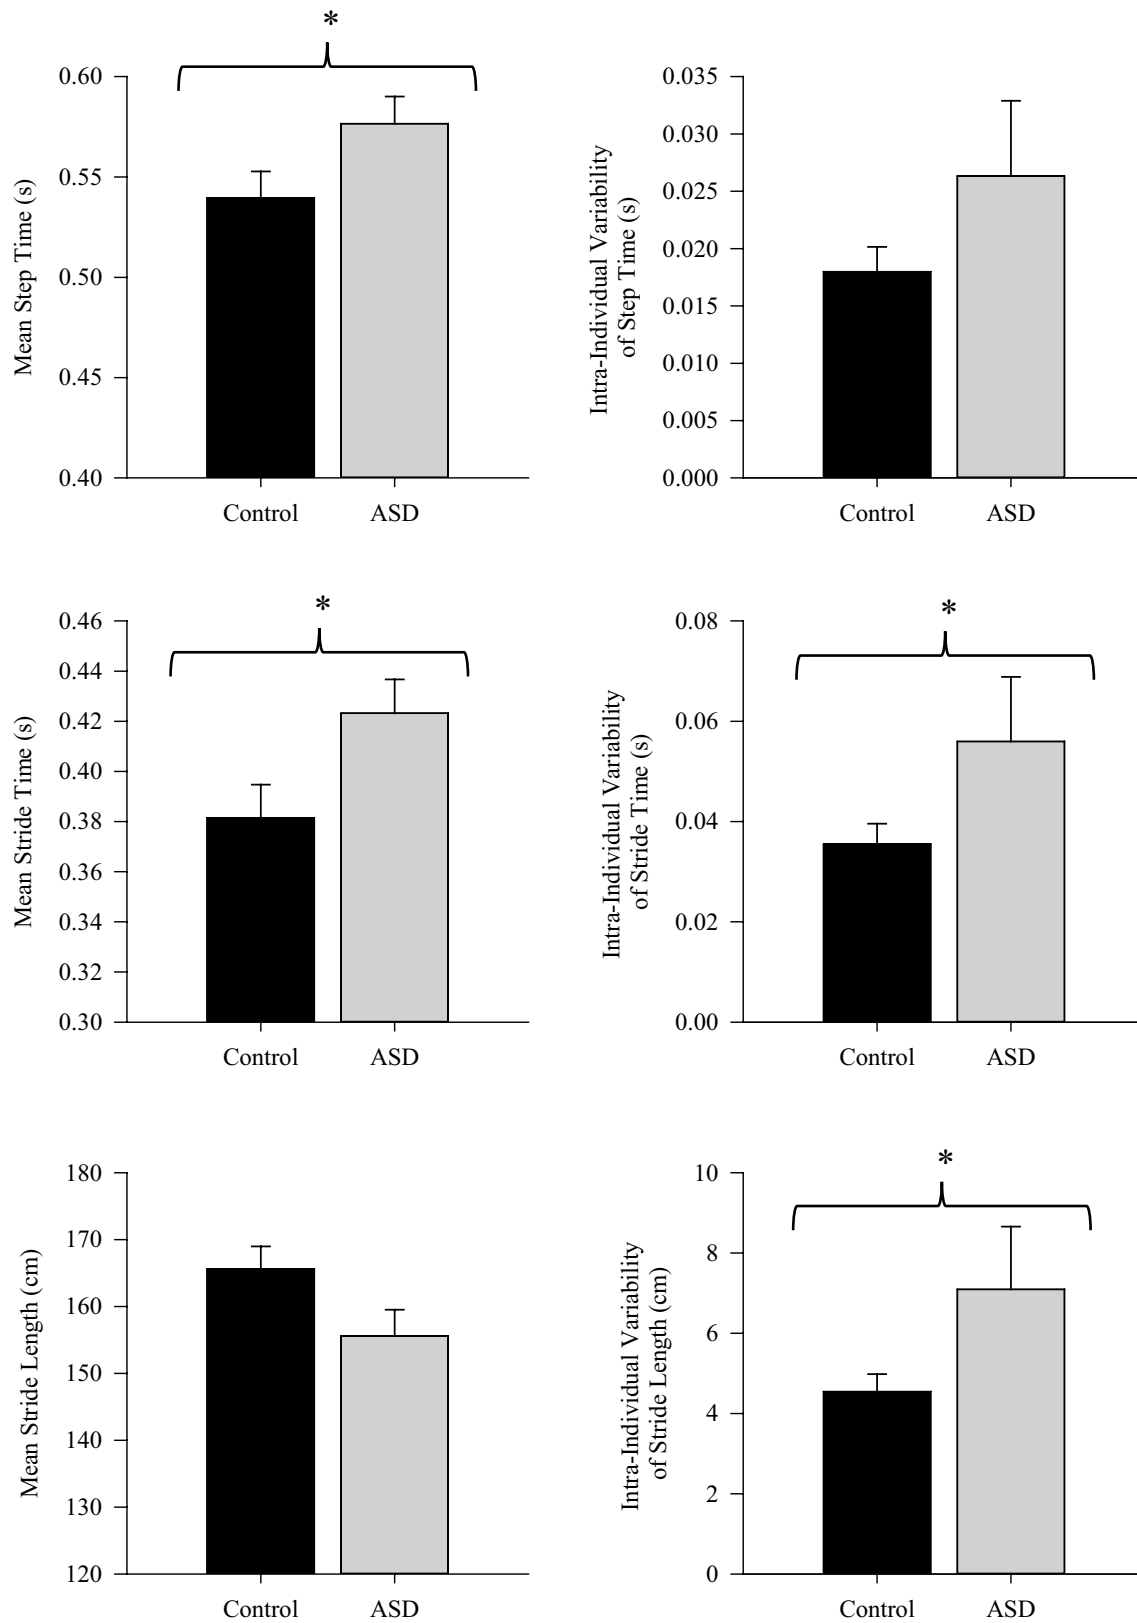 *
Mean Step Time (s)
0.60
0.55
0.50
0.45
0.40
Control ASD
Intra-Individual Variability
of Step Time (s)
0.035
0.030
0.025
0.020
0.015
0.010
0.005
0.000
Control ASD
*
Mean Stride Time (s)
0.46
0.44
0.42
0.40
0.38
0.36
0.34
0.32
0.30
Control ASD
*
Intra-Individual Variability
of Stride Time (s)
0.08
0.06
0.04
0.02
0.00
Control ASD
Mean Stride Length (cm)
180
170
160
150
140
130
120
Control ASD
*
Intra-Individual Variability
of Stride Length (cm)
10
8
6
4
2
0
Control ASD